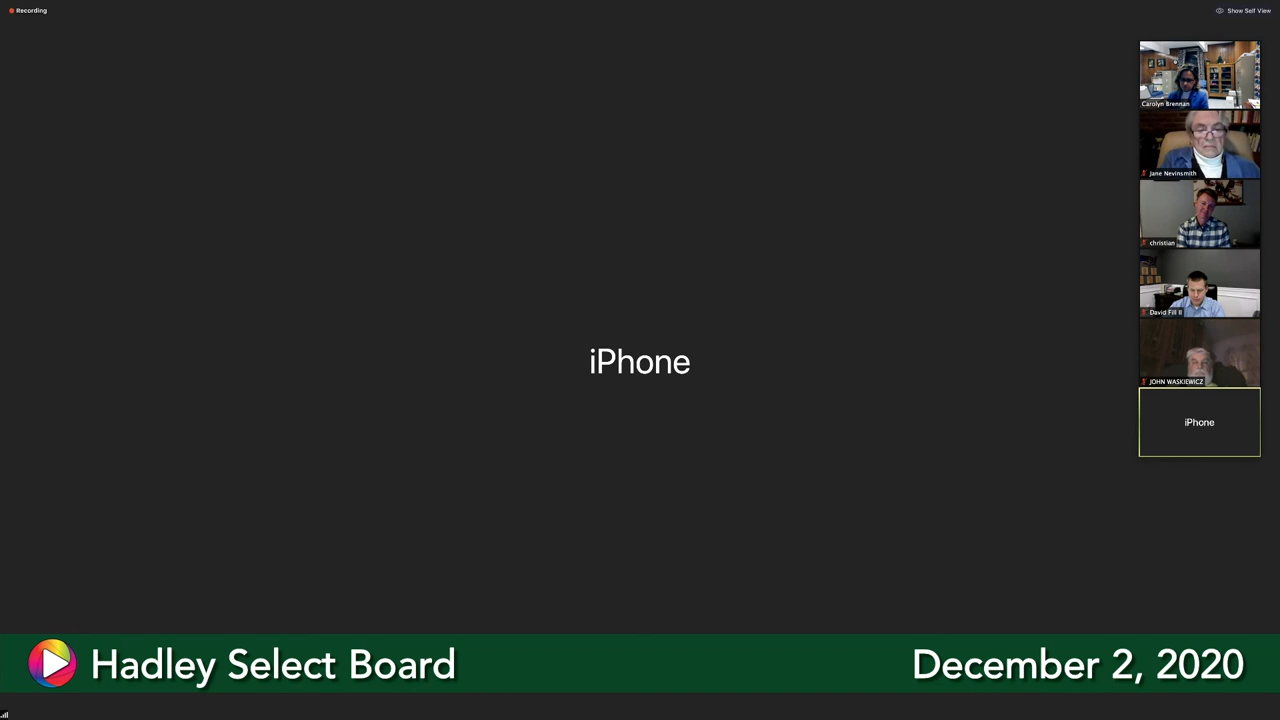 Recording
Show Self View
Carolyn Brennan
Jane Nevinsmith
christian
David Fill II
JOHN WASKIEWICZ
iPhone
iPhone
Hadley Select Board
December 2, 2020